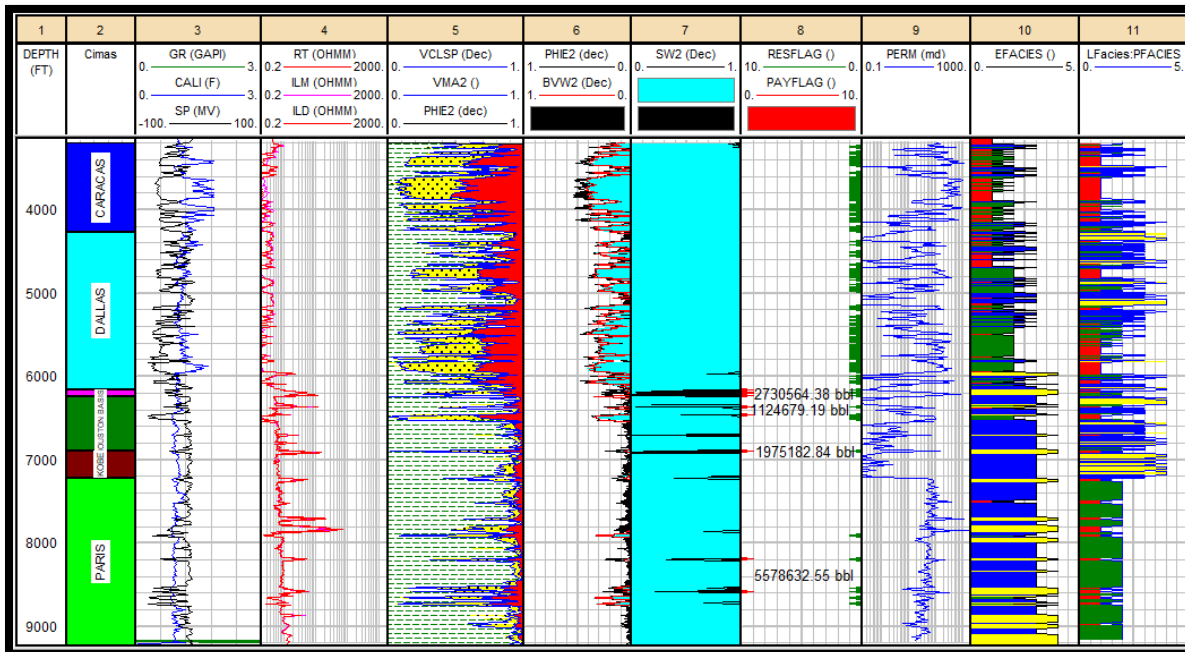 1 2 3 4 5 6 7 8 9 10 11
DEPTH (FT)
Cimas
GR (GAPI)
0. 3.
CALI (F)
0. 3.
SP (MV)
-100. 100.
RT (OHMM)
0.2 2000.
ILM (OHMM)
0.2 2000.
ILD (OHMM)
0.2 2000.
VCLSP (Dec)
0. 1.
VMA2 ()
0. 1.
PHIE2 (dec)
0. 1.
PHIE2 (dec)
1. 0.
BVW2 (Dec)
1. 0.
SW2 (Dec)
0. 1.
RESFLAG ()
10. 0.
PAYFLAG ()
0. 10.
PERM (md)
0.1 1000.
EFACIES ()
0. 5.
LFacies:PFACIES
0. 5.
CARACAS
4000
DALLAS
5000
6000
2730564.38 bbl
1124679.19 bbl
BASIS
OUSTON
KOBE
1975182.84 bbl
7000
PARIS
8000
5578632.55 bbl
9000